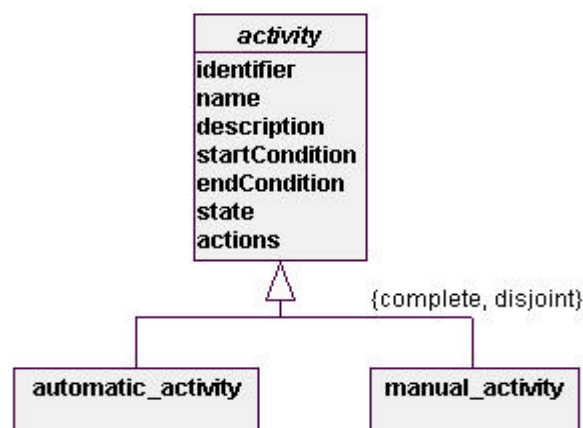 activity
identifier
name
description
startCondition
endCondition
state
actions
{complete, disjoint}
automatic_activity
manual_activity